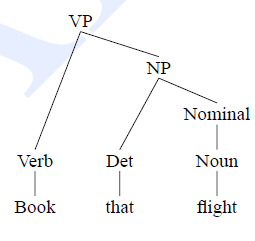 VP
NP
Nominal
Verb Det Noun
Book that flight